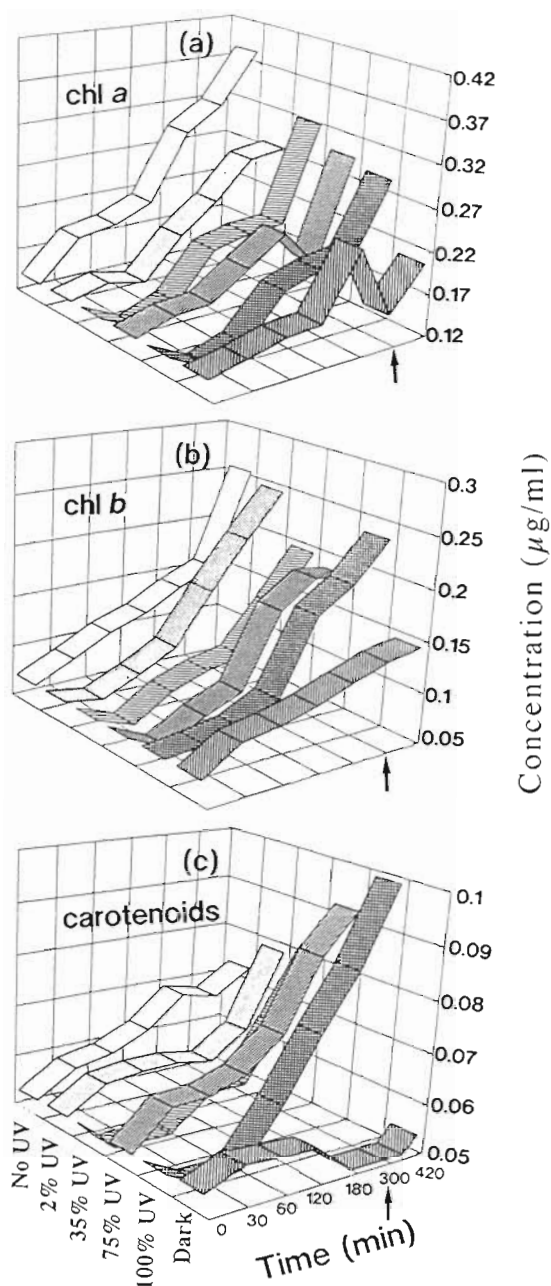 (a)
chl a
0.42
0.37
0.32
0.27
0.22
0.17
0.12
(b)
chl b
0.3
0.25
0.2
0.15
0.1
0.05
Concentration (µg/ml)
(c)
carotenoids
0.1
0.09
0.08
0.07
0.06
0.05
No UV
2% UV
35% UV
75% UV
100% UV
Dark
0
30
60
120
180
300
420
Time (min)